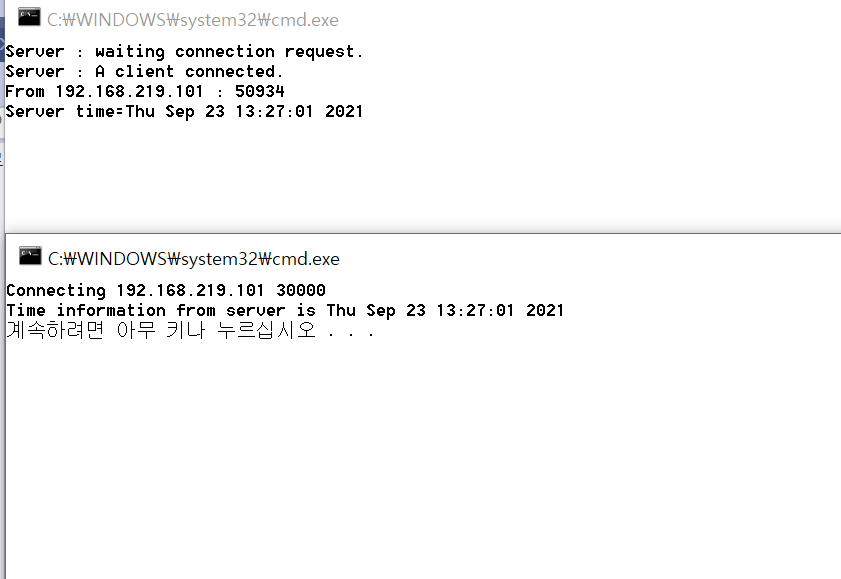 C:₩WINDOWS₩system32₩cmd.exe
Server : waiting connection request.
Server : A client connected.
From 192.168.219.101 : 50934
Server time=Thu Sep 23 13:27:01 2021
C:₩WINDOWS₩system32₩cmd.exe
Connecting 192.168.219.101 30000
Time information from server is Thu Sep 23 13:27:01 2021
계속하려면 아무 키나 누르십시오 . . .